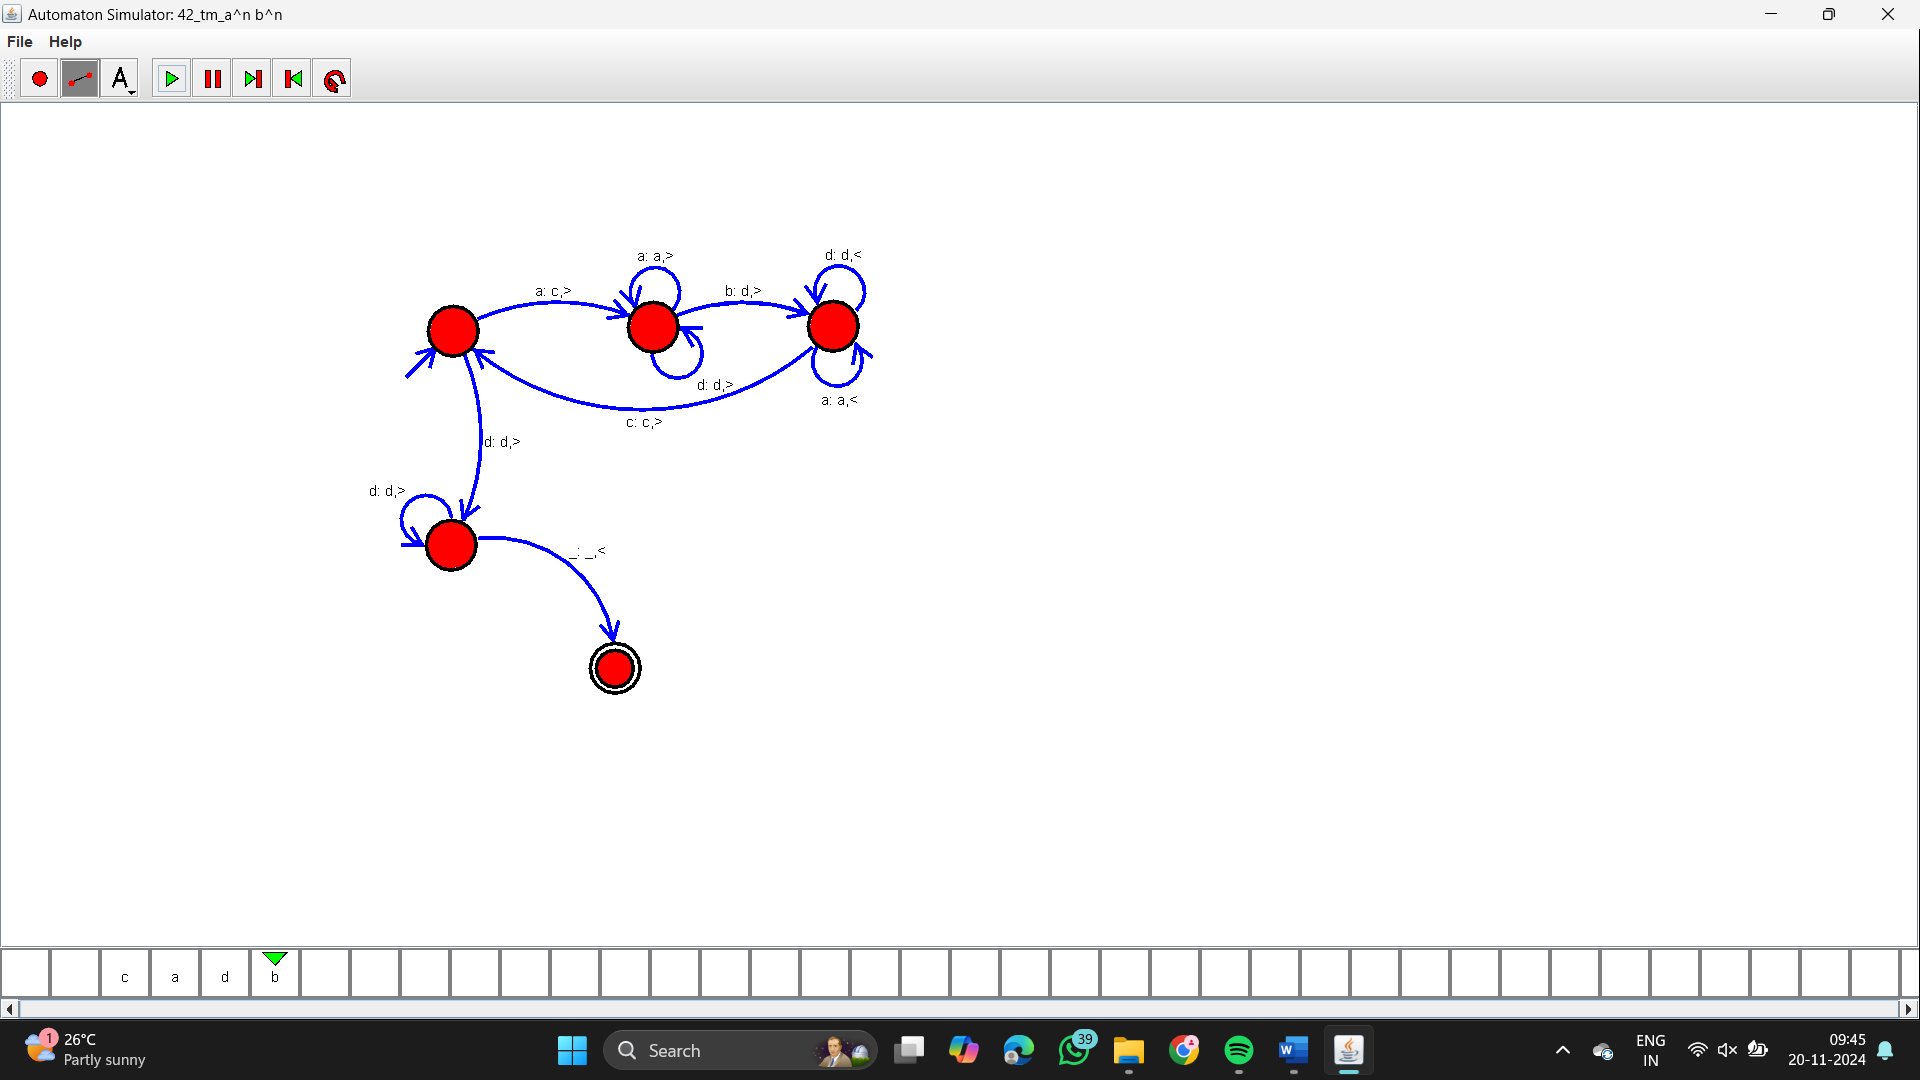 Automaton Simulator: 42_tm_a^n b^n
File Help
A
d: d,<
a: a,>
a: c,>
b: d,>
d: d,>
a: a,<
c: c,>
d: d,>
d: d,>
_: _,<
c a d b
1
26°C
Partly sunny
Search
39
ENG
IN
09:45
20-11-2024